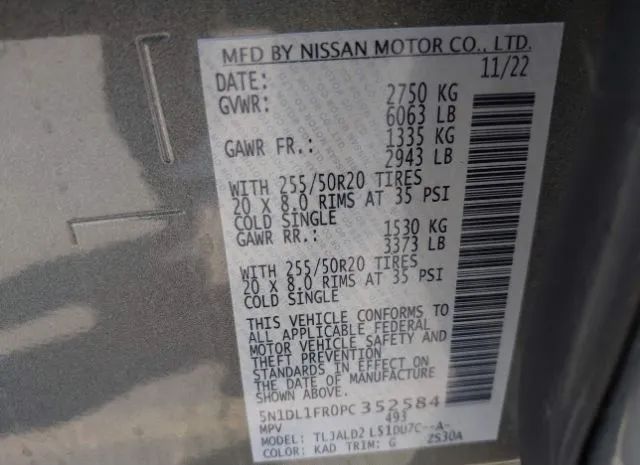 MFD BY NISSAN MOTOR CO., LTD.
DATE: 11/22
GVWR: 2750 KG
6063 LB
GAWR FR.: 1335 KG
2943 LB
WITH 255/50R20 TIRES
20 X 8.0 RIMS AT 35 PSI
COLD SINGLE
GAWR RR.: 1530 KG
3373 LB
WITH 255/50R20 TIRES
20 X 8.0 RIMS AT 35 PSI
COLD SINGLE
THIS VEHICLE CONFORMS TO
ALL APPLICABLE FEDERAL
MOTOR VEHICLE SAFETY AND
THEFT PREVENTION
STANDARDS IN EFFECT ON
THE DATE OF MANUFACTURE
SHOWN ABOVE.
5N1DL1FR0PC352584
MPV 493
MODEL: TLJALD2 L51DU7C--A-
COLOR: KAD TRIM: G ZS30A